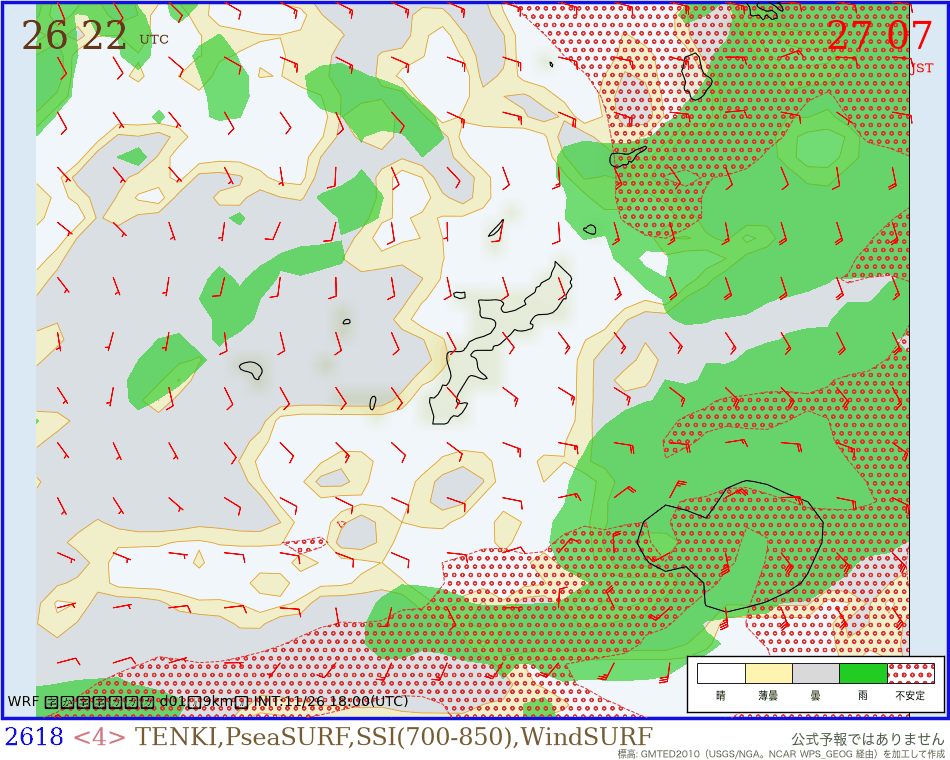 26 22 UTC
27 07
JST
WRF d01 9km INIT:11/26 18:00(UTC)
晴 薄曇 曇 雨 不安定
2618 <4> TENKI,PseaSURF,SSI(700-850),WindSURF
公式予報ではありません
標高: GMTED2010（USGS/NGA。NCAR WPS_GEOG 経由）を加工して作成